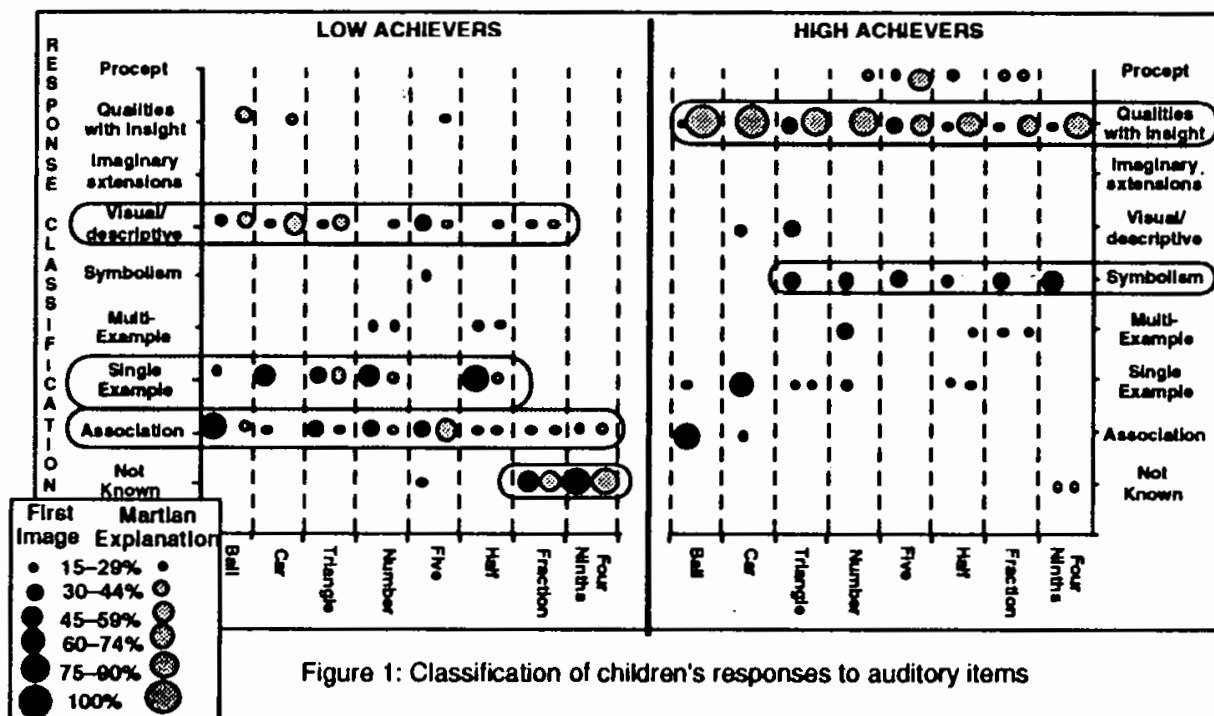 LOW ACHIEVERS
HIGH ACHIEVERS
RESPONSE CLASSIFICATION
Procept
Qualities
with Insight
Imaginary
extensions
Visual/
descriptive
Symbolism
Multi-
Example
Single
Example
Association
Not
Known
Procept
Qualities
with Insight
Imaginary
extensions
Visual/
descriptive
Symbolism
Multi-
Example
Single
Example
Association
Not
Known
Ball
Car
Triangle
Number
Five
Half
Fraction
Four
Ninths
Ball
Car
Triangle
Number
Five
Half
Fraction
Four
Ninths
First Martian
Image Explanation
15–29%
30–44%
45–59%
60–74%
75–90%
100%
Figure 1: Classification of children's responses to auditory items